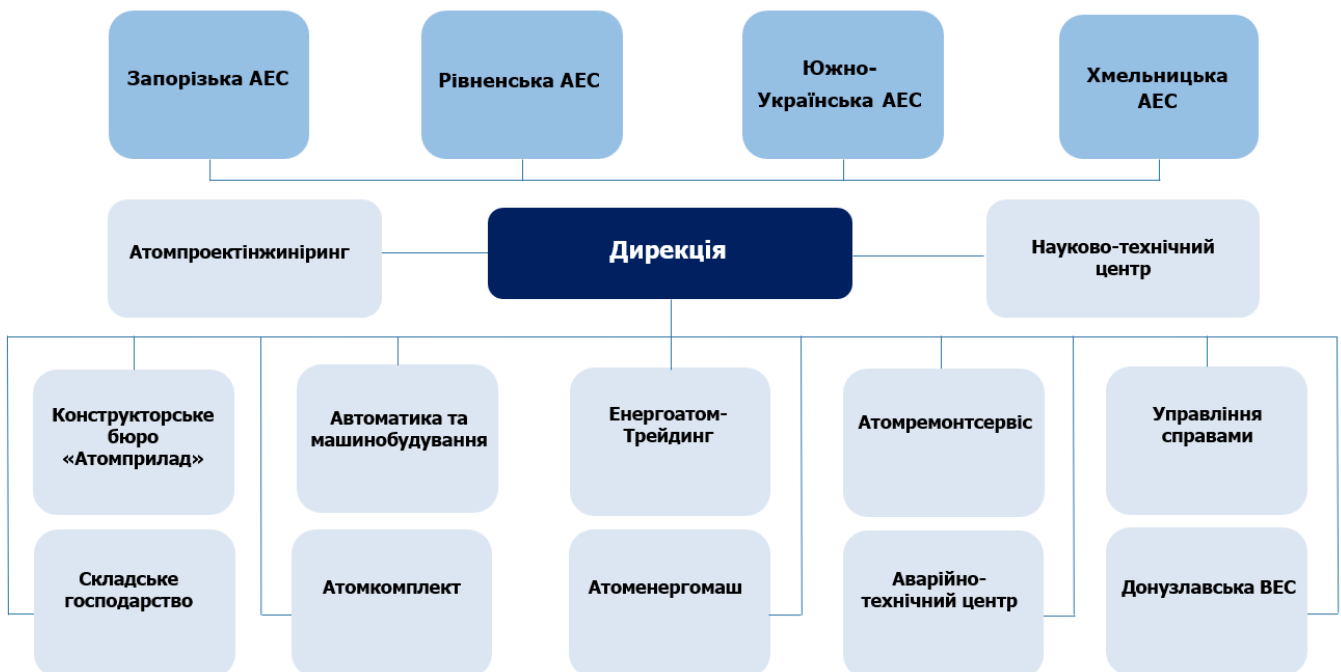 Запорізька АЕС
Рівненська АЕС
Южно-
Українська АЕС
Хмельницька
АЕС
Атомпроектінжиніринг
Дирекція
Науково-технічний
центр
Конструкторське
бюро
«Атомприлад»
Автоматика та
машинобудування
Енергоатом-
Трейдинг
Атомремонтсервіс
Управління
справами
Складське
господарство
Атомкомплект
Атоменергомаш
Аварійно-
технічний центр
Донузлавська ВЕС